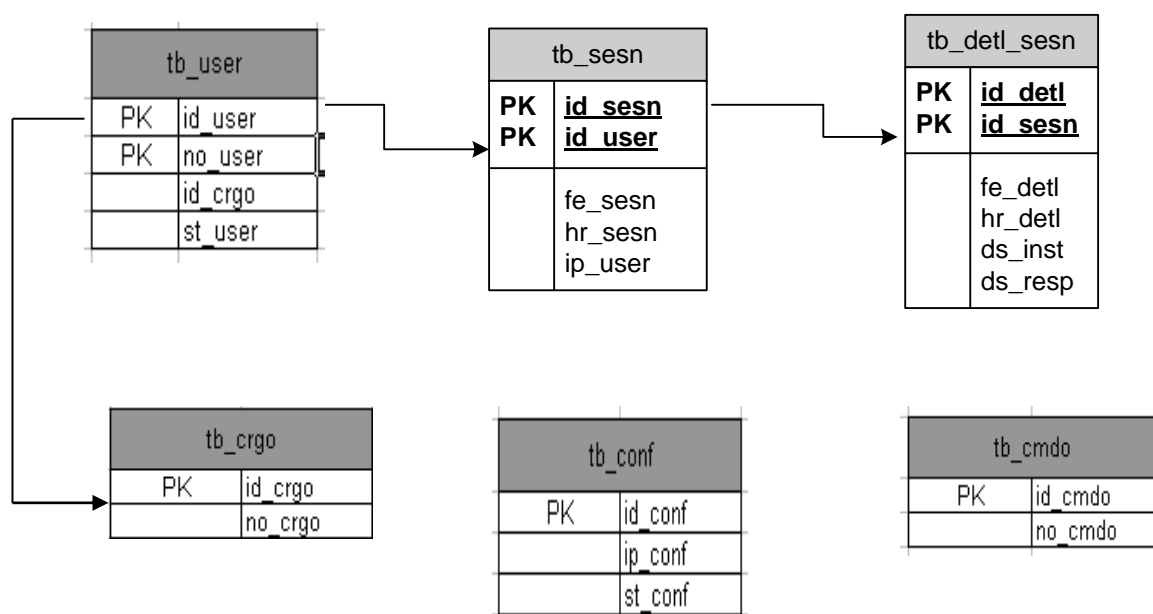 tb_user
PK id_user
PK no_user
id_crgo
st_user
tb_sesn
PK id_sesn
PK id_user
fe_sesn
hr_sesn
ip_user
tb_detl_sesn
PK id_detl
PK id_sesn
fe_detl
hr_detl
ds_inst
ds_resp
tb_crgo
PK id_crgo
no_crgo
tb_conf
PK id_conf
ip_conf
st_conf
tb_cmdo
PK id_cmdo
no_cmdo